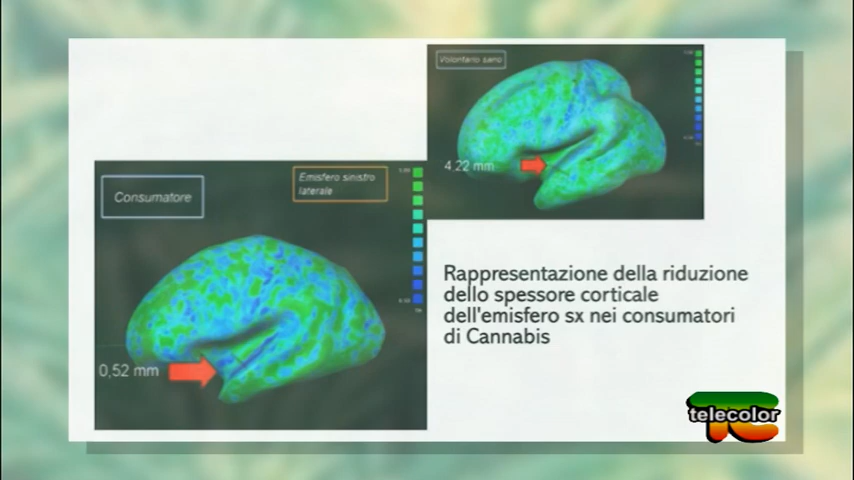 Volontario sano
4,22 mm
Consumatore
Emisfero sinistro
laterale
0,52 mm
Rappresentazione della riduzione
dello spessore corticale
dell'emisfero sx nei consumatori
di Cannabis
telecolor